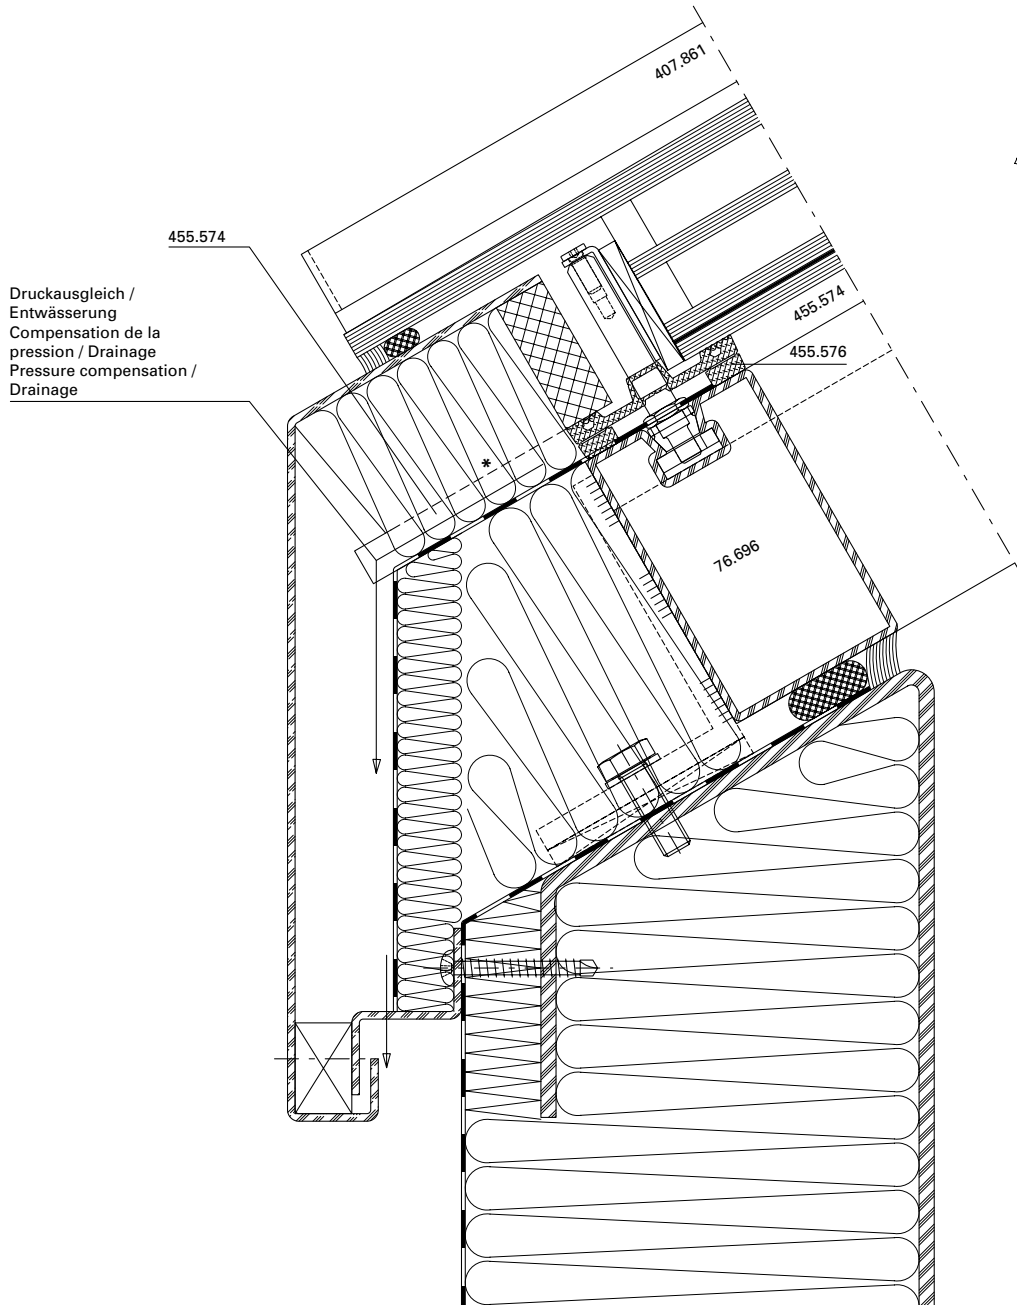 407.861
455.574
Druckausgleich /
Entwässerung
Compensation de la
pression / Drainage
Pressure compensation /
Drainage
455.574
455.576
*
76.696